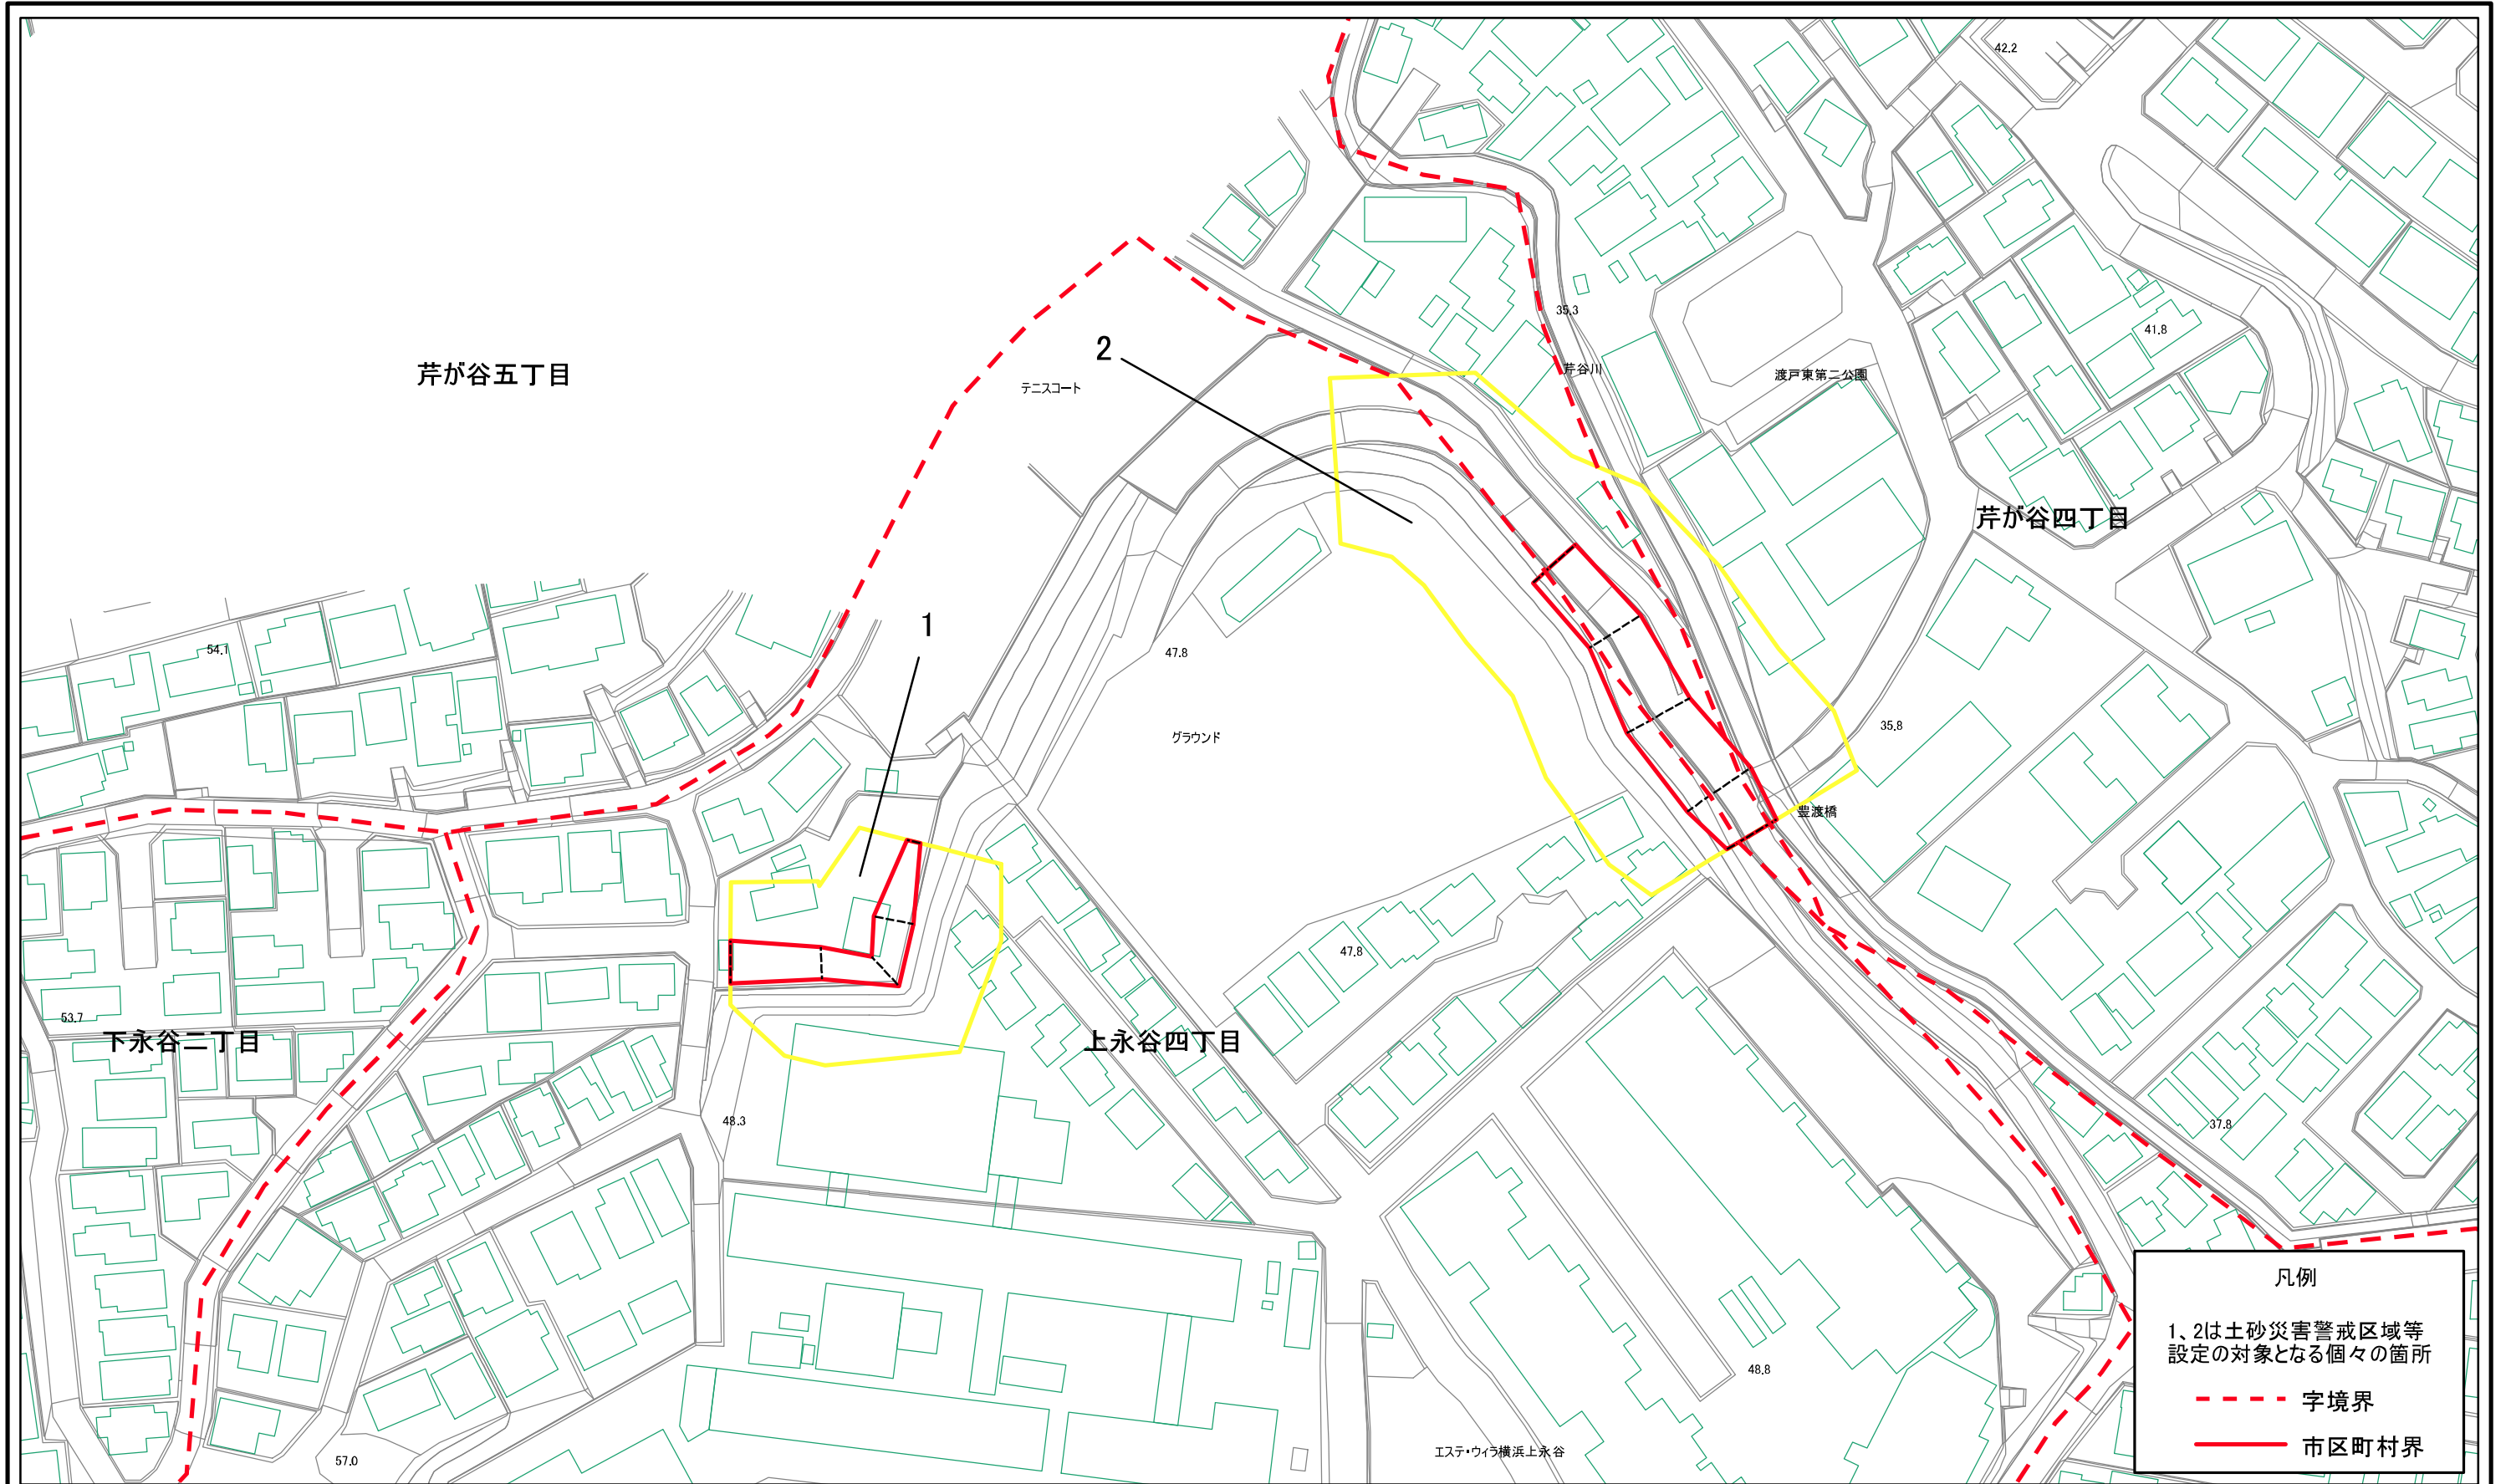 42.2
35.3
41.8
2
芹が谷五丁目
テニスコート
芹谷川
渡戸東第二公園
芹が谷四丁目
1
54.1
47.8
グラウンド
35.8
豊渡橋
47.8
53.7
下永谷二丁目
上永谷四丁目
48.3
37.8
凡例
1、2は土砂災害警戒区域等
設定の対象となる個々の箇所
字境界
市区町村界
48.8
エステ・ウィラ横浜上永谷
57.0